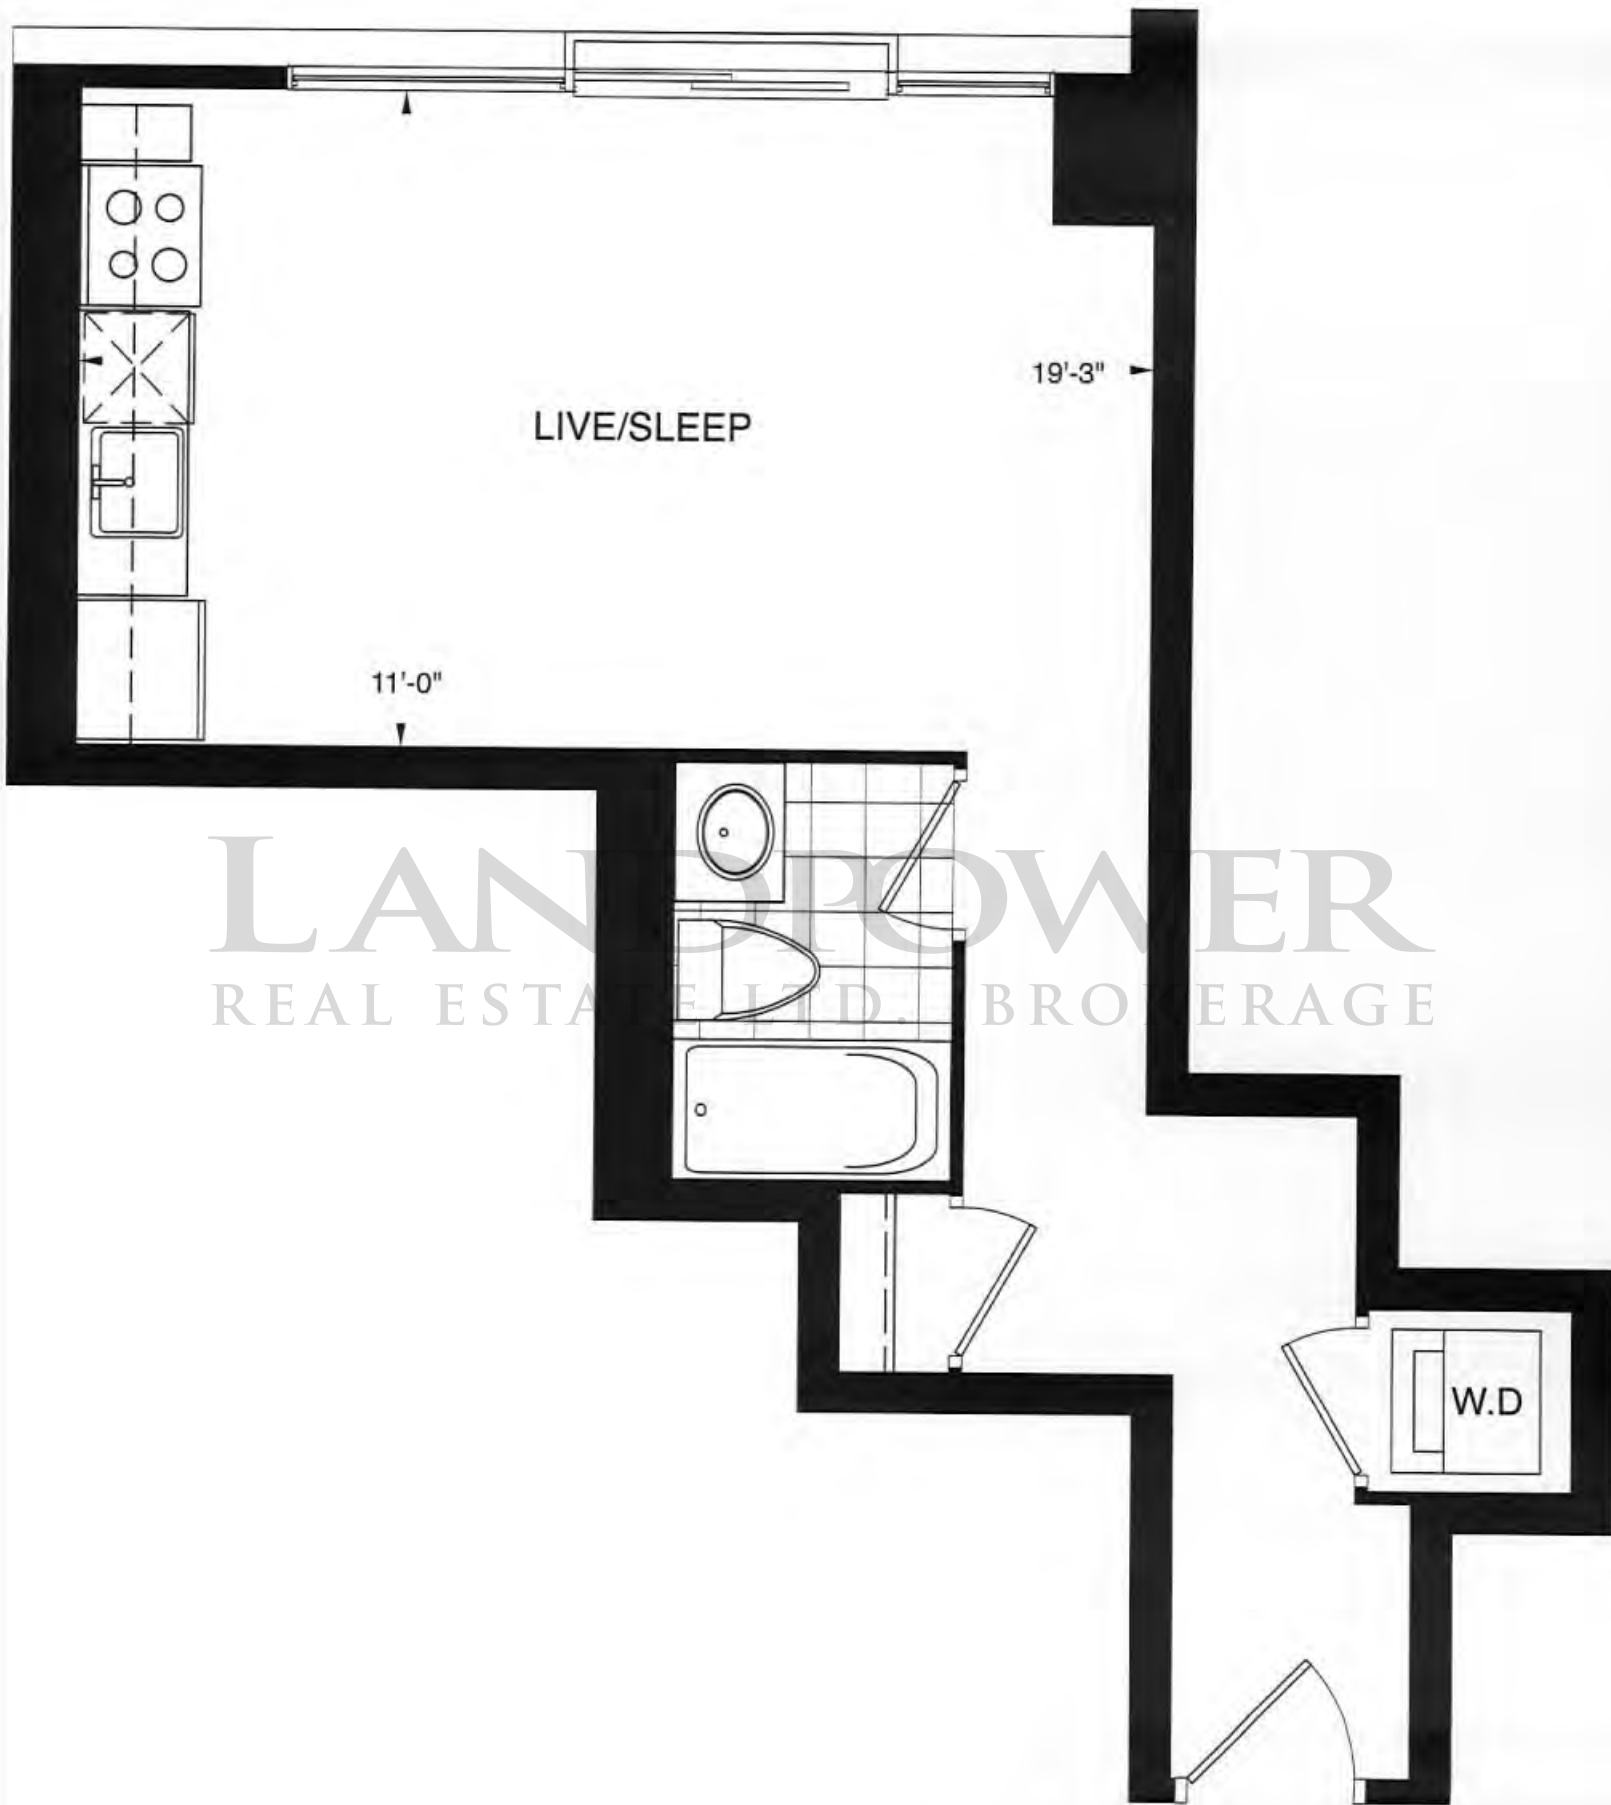 19'-3"
LIVE/SLEEP
11'-0"
LANDPOWER
REAL ESTATE LTD. BROKERAGE
W.D